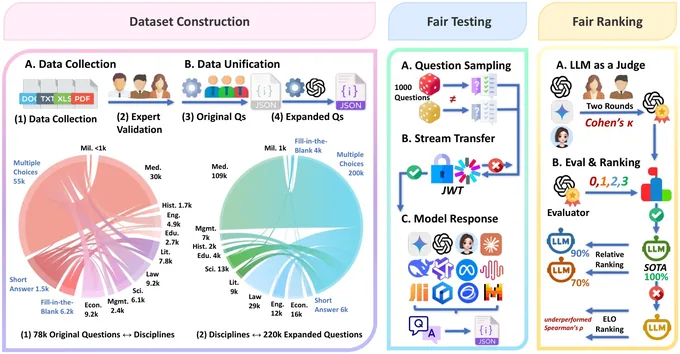 Dataset Construction
Fair Testing
Fair Ranking
A. Data Collection
B. Data Unification
DOC
TXT
XLS
PDF
{i}
JSON
{i}
JSON
(1) Data Collection
(2) Expert
Validation
(3) Original Qs
(4) Expanded Qs
Mil. <1k
Multiple
Choices
55k
Med.
30k
Hist. 1.7k
Eng.
4.9k
Edu.
2.7k
Lit.
7.8k
Law
9.2k
Sci.
6.1k
Mgmt.
2.4k
Econ.
9.2k
Fill-in-the-
Blank 6.2k
Short
Answer 1.5k
(1) 78k Original Questions ↔ Disciplines
Mil. 1k
Fill-in-the-
Blank 4k
Multiple
Choices
200k
Med.
109k
Mgmt.
7k
Hist. 2k
Edu. 4k
Sci. 13k
Lit.
9k
Law
29k
Eng.
12k
Econ.
16k
Short
Answer 6k
(2) Disciplines ↔ 220k Expanded Questions
A. Question Sampling
1000
Questions
≠
B. Stream Transfer
JWT
C. Model Response
Q
A
{i}
JSON
A. LLM as a Judge
Two Rounds
Cohen's κ
B. Eval & Ranking
0,1,2,3
Evaluator
LLM
90%
Relative
Ranking
LLM
70%
LLM
SOTA
100%
underperformed
Spearman's ρ
ELO
Ranking
LLM